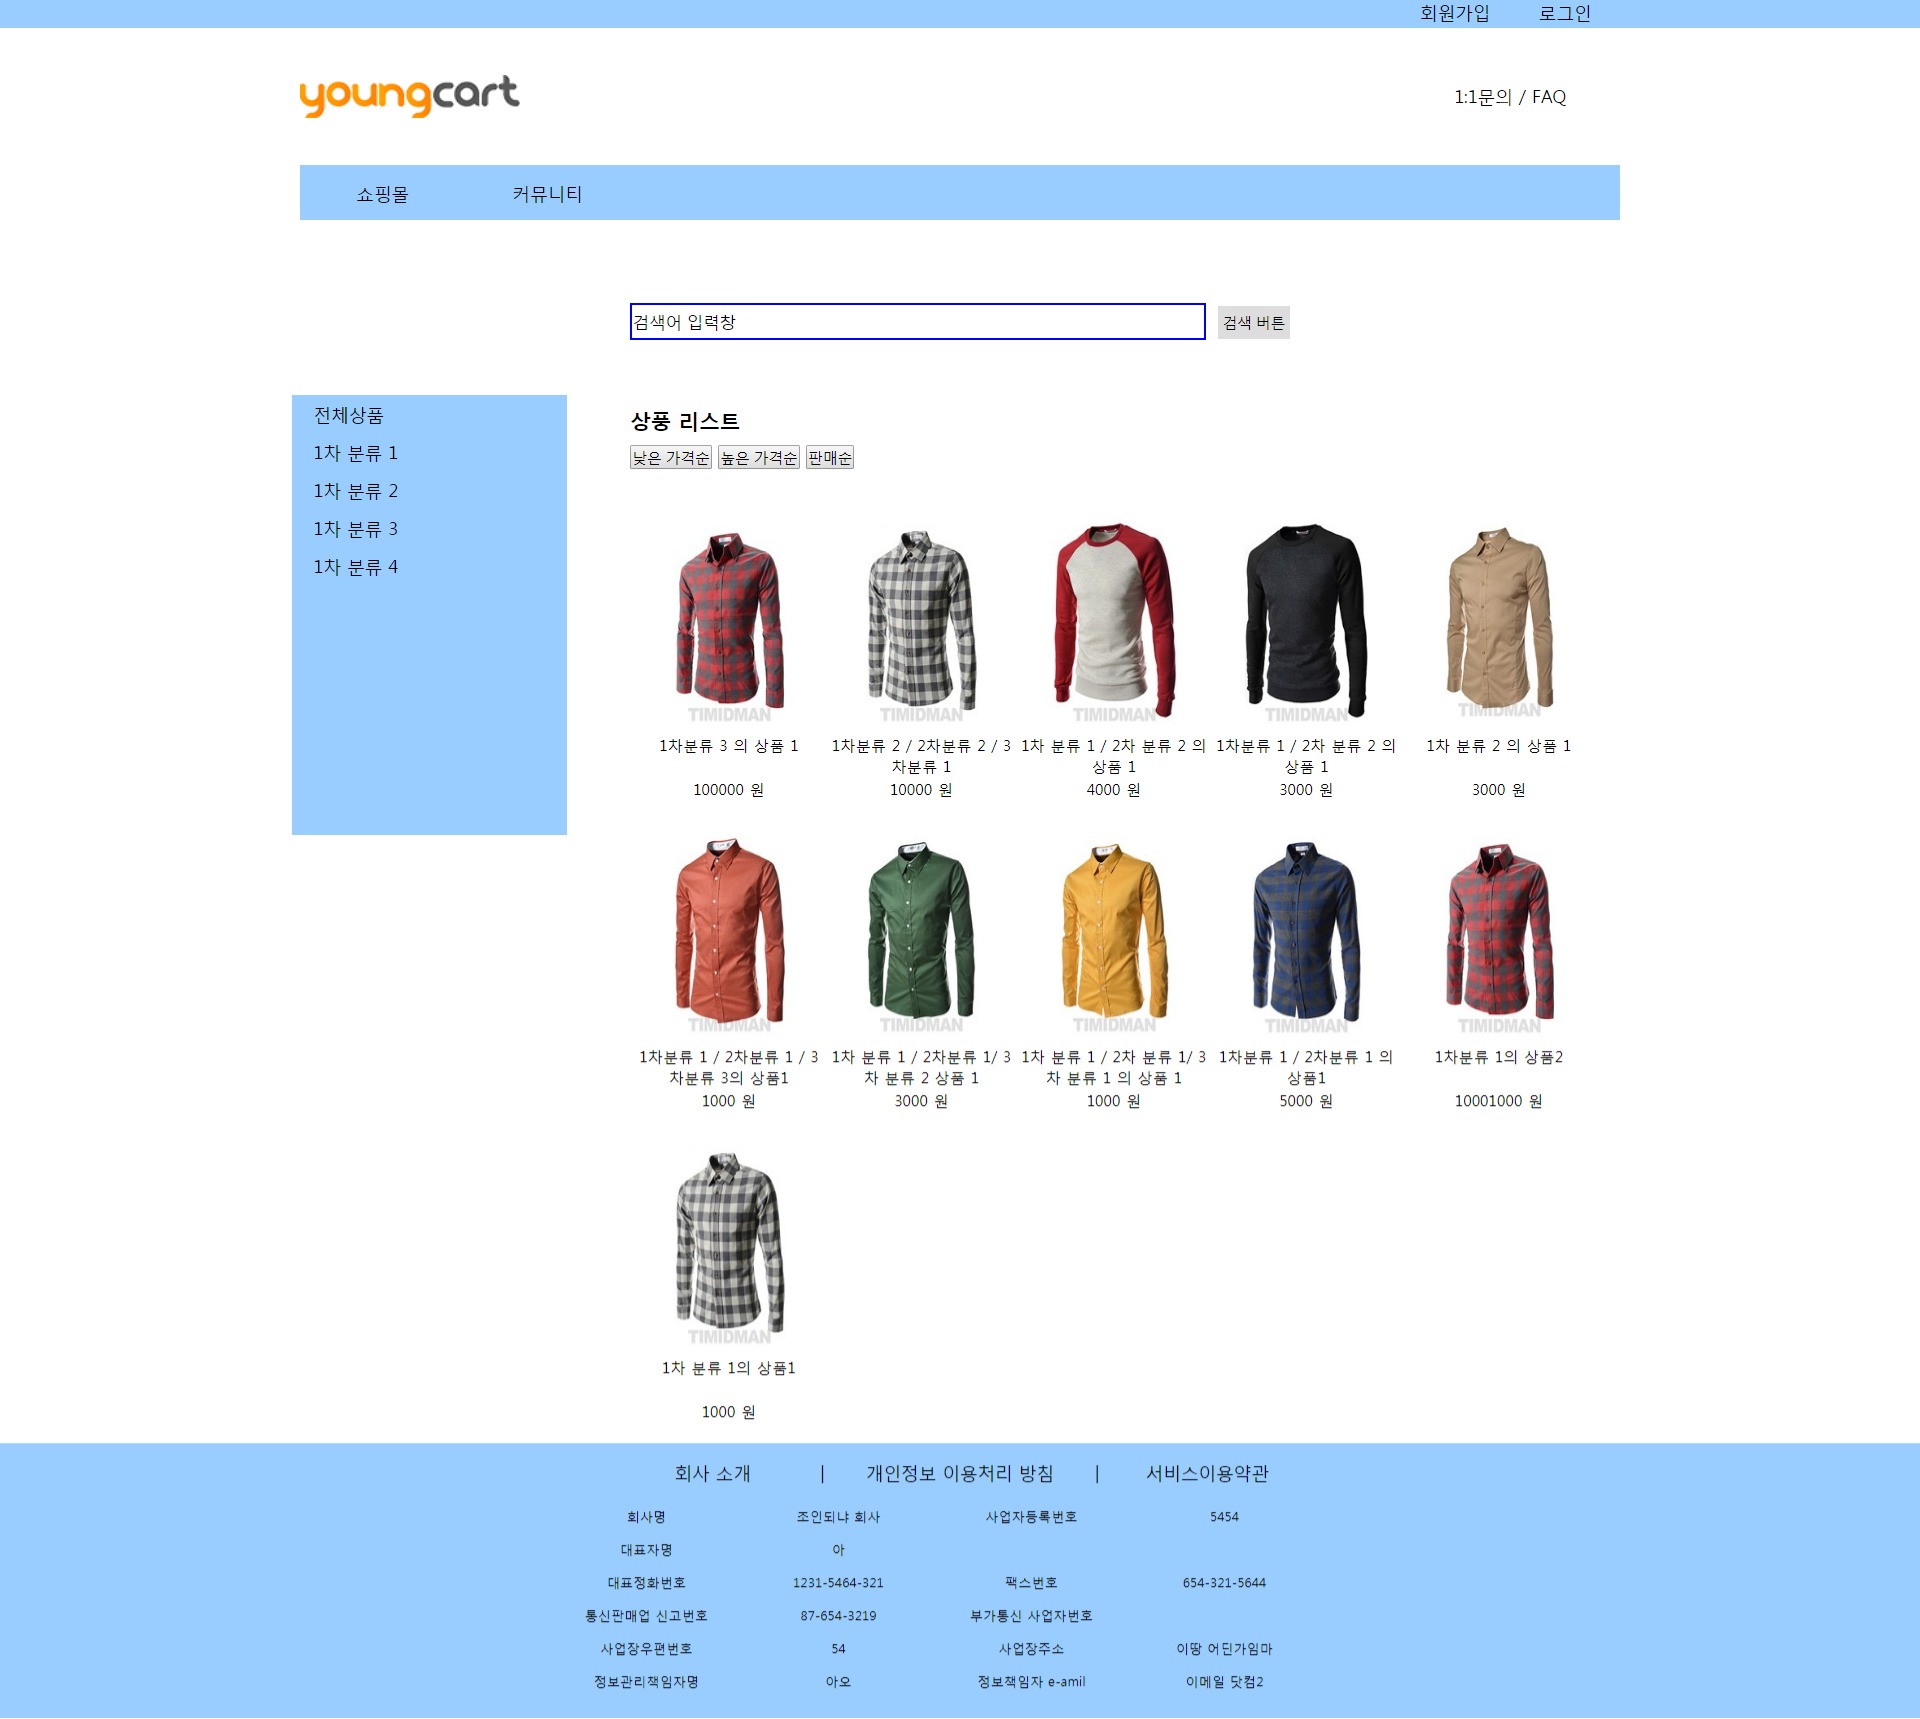 회원가입 로그인
youngcart
1:1문의 / FAQ
쇼핑몰 커뮤니티
검색어 입력창 검색 버튼
전체상품
1차 분류 1
1차 분류 2
1차 분류 3
1차 분류 4
상풍 리스트
낮은 가격순 높은 가격순 판매순
TIMIDMAN TIMIDMAN TIMIDMAN TIMIDMAN TIMIDMAN
1차분류 3 의 상품 1
100000 원
1차분류 2 / 2차분류 2 / 3
차분류 1
10000 원
1차 분류 1 / 2차 분류 2 의
상품 1
4000 원
1차분류 1 / 2차 분류 2 의
상품 1
3000 원
1차 분류 2 의 상품 1
3000 원
TIMIDMAN TIMIDMAN TIMIDMAN TIMIDMAN TIMIDMAN
1차분류 1 / 2차분류 1 / 3
차분류 3의 상품1
1000 원
1차 분류 1 / 2차분류 1/ 3
차 분류 2 상품 1
3000 원
1차 분류 1 / 2차 분류 1/ 3
차 분류 1 의 상품 1
1000 원
1차분류 1 / 2차분류 1 의
상품1
5000 원
1차분류 1의 상품2
10001000 원
TIMIDMAN
1차 분류 1의 상품1
1000 원
회사 소개 | 개인정보 이용처리 방침 | 서비스이용약관
회사명 조인되냐 회사 사업자등록번호 5454
대표자명 아
대표정화번호 1231-5464-321 팩스번호 654-321-5644
통신판매업 신고번호 87-654-3219 부가통신 사업자번호
사업장우편번호 54 사업장주소 이땅 어딘가임마
정보관리책임자명 아오 정보책임자 e-amil 이메일 닷컴2